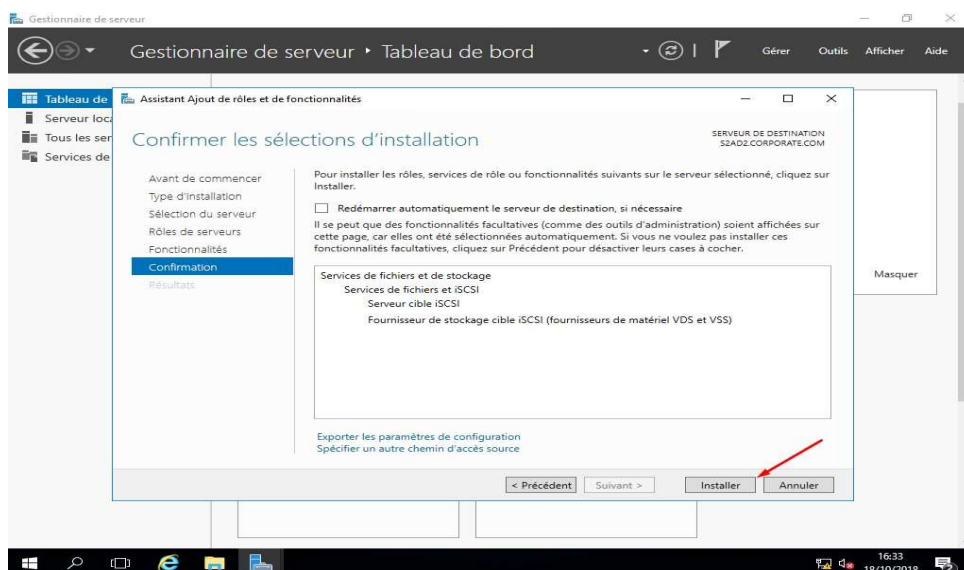 Gestionnaire de serveur
Gestionnaire de serveur ‣ Tableau de bord
Gérer Outils Afficher Aide
Tableau de
Serveur loca
Tous les ser
Services de
Assistant Ajout de rôles et de fonctionnalités
Confirmer les sélections d'installation
SERVEUR DE DESTINATION
S2AD2.CORPORATE.COM
Avant de commencer
Type d'installation
Sélection du serveur
Rôles de serveurs
Fonctionnalités
Confirmation
Résultats
Pour installer les rôles, services de rôle ou fonctionnalités suivants sur le serveur sélectionné, cliquez sur
Installer.
Redémarrer automatiquement le serveur de destination, si nécessaire
Il se peut que des fonctionnalités facultatives (comme des outils d'administration) soient affichées sur
cette page, car elles ont été sélectionnées automatiquement. Si vous ne voulez pas installer ces
fonctionnalités facultatives, cliquez sur Précédent pour désactiver leurs cases à cocher.
Services de fichiers et de stockage
Services de fichiers et iSCSI
Serveur cible iSCSI
Fournisseur de stockage cible iSCSI (fournisseurs de matériel VDS et VSS)
Exporter les paramètres de configuration
Spécifier un autre chemin d'accès source
< Précédent Suivant > Installer Annuler
Masquer
16:33
18/10/2018